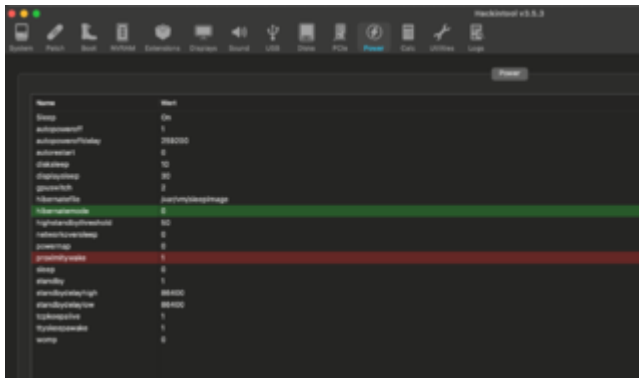 Hackintool v3.5.3
System Patch Boot NVRAM Extensions Displays Sound USB Disks PCIe Power Calc Utilities Logs
Power
Name Wert
Sleep On
autopoweroff 1
autopoweroffdelay 259200
autorestart 0
disksleep 10
displaysleep 30
gpuswitch 2
hibernatefile /var/vm/sleepimage
hibernatemode 0
highstandbythreshold 50
networkoversleep 0
powernap 0
proximitywake 1
sleep 0
standby 1
standbydelayhigh 86400
standbydelaylow 86400
tcpkeepalive 1
ttyskeepawake 1
womp 0